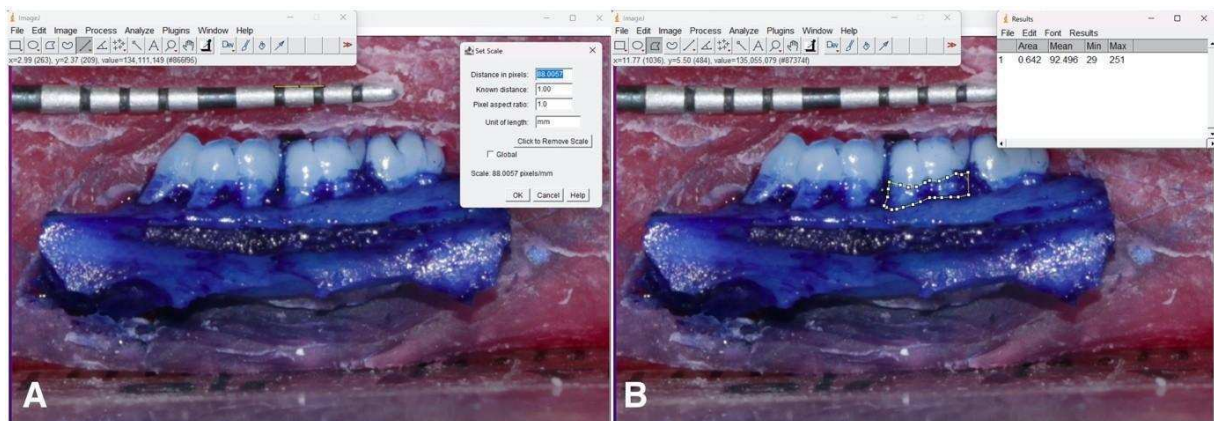 ImageJ
File Edit Image Process Analyze Plugins Window Help
Dev
x=2.99 (263), y=2.37 (209), value=134,111,149 (#866f95)
Set Scale
Distance in pixels: 88.0057
Known distance: 1.00
Pixel aspect ratio: 1.0
Unit of length: mm
Click to Remove Scale
Global
Scale: 88.0057 pixels/mm
OK Cancel Help
A
ImageJ
File Edit Image Process Analyze Plugins Window Help
Dev
x=11.77 (1036), y=5.50 (484), value=135,055,079 (#87374f)
Results
File Edit Font Results
Area Mean Min Max
1 0.642 92.496 29 251
B